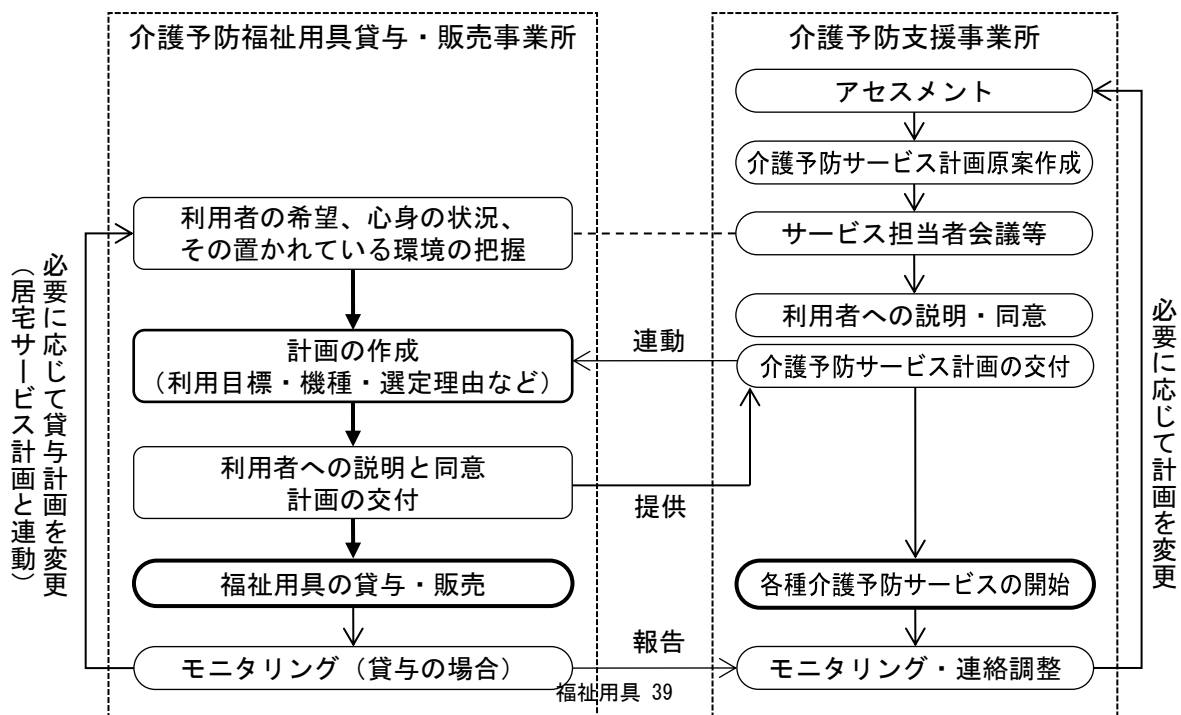 介護予防福祉用具貸与・販売事業所
利用者の希望、心身の状況、
その置かれている環境の把握
計画の作成
（利用目標・機種・選定理由など）
利用者への説明と同意
計画の交付
福祉用具の貸与・販売
モニタリング（貸与の場合）
必要に応じて貸与計画を変更
（居宅サービス計画と連動）
連動
提供
報告
介護予防支援事業所
アセスメント
介護予防サービス計画原案作成
サービス担当者会議等
利用者への説明・同意
介護予防サービス計画の交付
各種介護予防サービスの開始
モニタリング・連絡調整
必要に応じて計画を変更
福祉用具 39